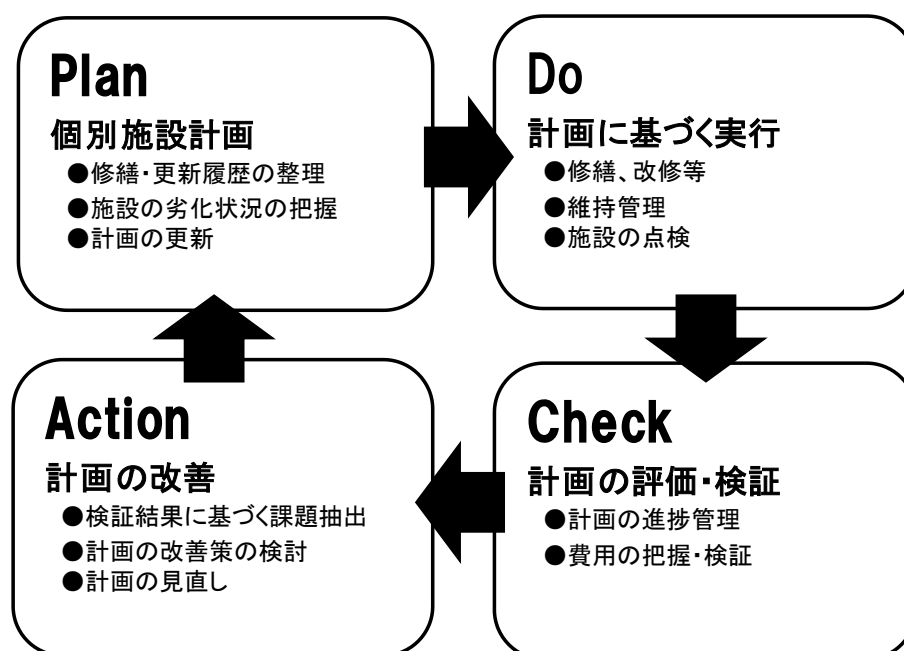 Plan
個別施設計画
●修繕・更新履歴の整理
●施設の劣化状況の把握
●計画の更新
Do
計画に基づく実行
●修繕、改修等
●維持管理
●施設の点検
Action
計画の改善
●検証結果に基づく課題抽出
●計画の改善策の検討
●計画の見直し
Check
計画の評価・検証
●計画の進捗管理
●費用の把握・検証